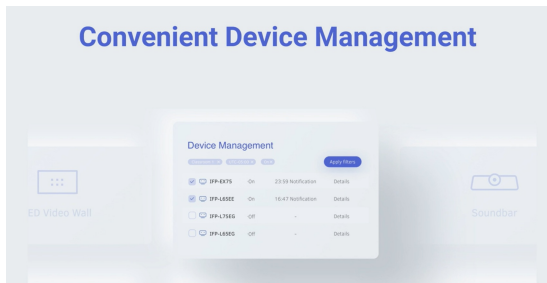 Convenient Device Management
Device Management
Apply filters
IFP-EX75 On 23:59 Notification Details
IFP-L85EE On 16:47 Notification Details
IFP-L75EG Off - Details
IFP-L65EG Off - Details
ED Video Wall
Soundbar